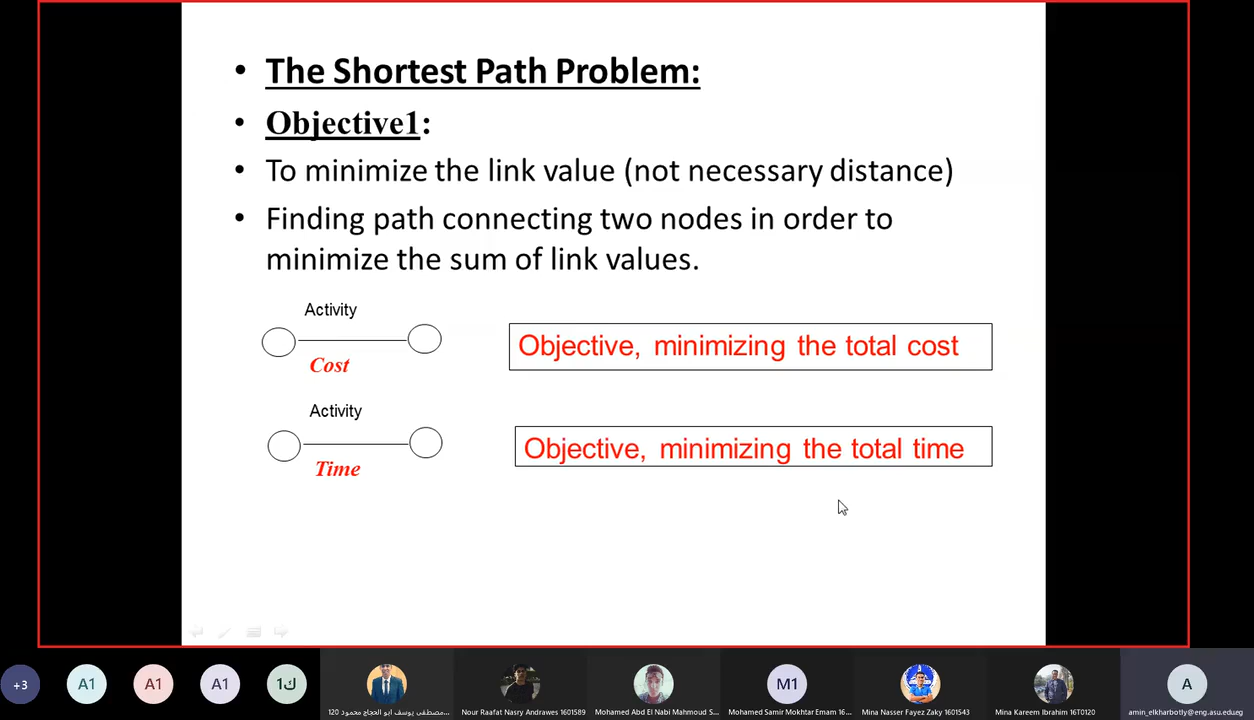 • The Shortest Path Problem:
• Objective1:
• To minimize the link value (not necessary distance)
• Finding path connecting two nodes in order to
minimize the sum of link values.
Activity
Cost
Objective, minimizing the total cost
Activity
Time
Objective, minimizing the total time
+3
A1
A1
A1
ك1
M1
A
...مصطفى يوسف ابو الحجاج محمود 120
Nour Raafat Nasry Andrawes 1601589
Mohamed Abd El Nabi Mahmoud S...
Mohamed Samir Mokhtar Emam 16...
Mina Nasser Fayez Zaky 1601543
Mina Kareem Ibrahim 16T0120
amin_elkharbotly@eng.asu.edu.eg